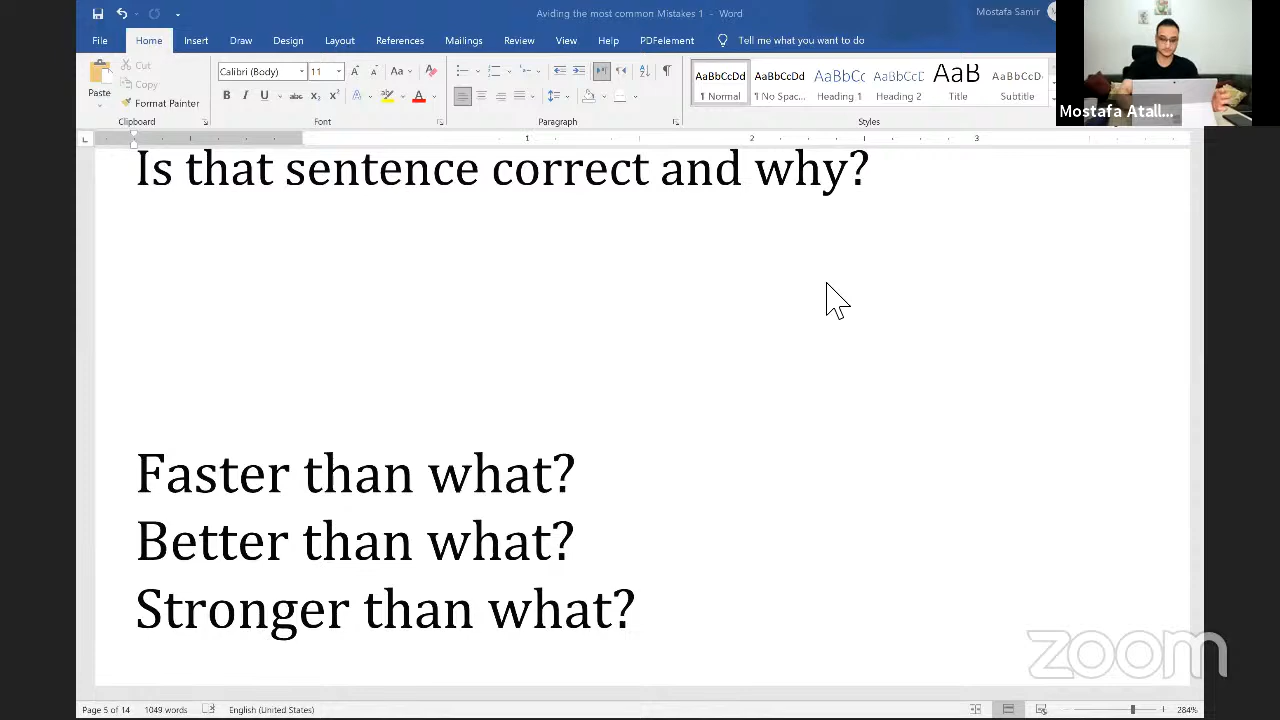 Aviding the most common Mistakes 1 - Word
Mostafa Samir
File Home Insert Draw Design Layout References Mailings Review View Help PDFelement Tell me what you want to do
Paste
Cut
Copy
Format Painter
Clipboard
Calibri (Body) 11
Font
Paragraph
AaBbCcDd AaBbCcDd AaBbCc AaBbCcD AaB AaBbCcD
1 Normal 1 No Spac... Heading 1 Heading 2 Title Subtitle
Styles
Mostafa Atall...
1 2 3
Is that sentence correct and why?
Faster than what?
Better than what?
Stronger than what?
zoom
Page 5 of 14 1049 words English (United States) 284%